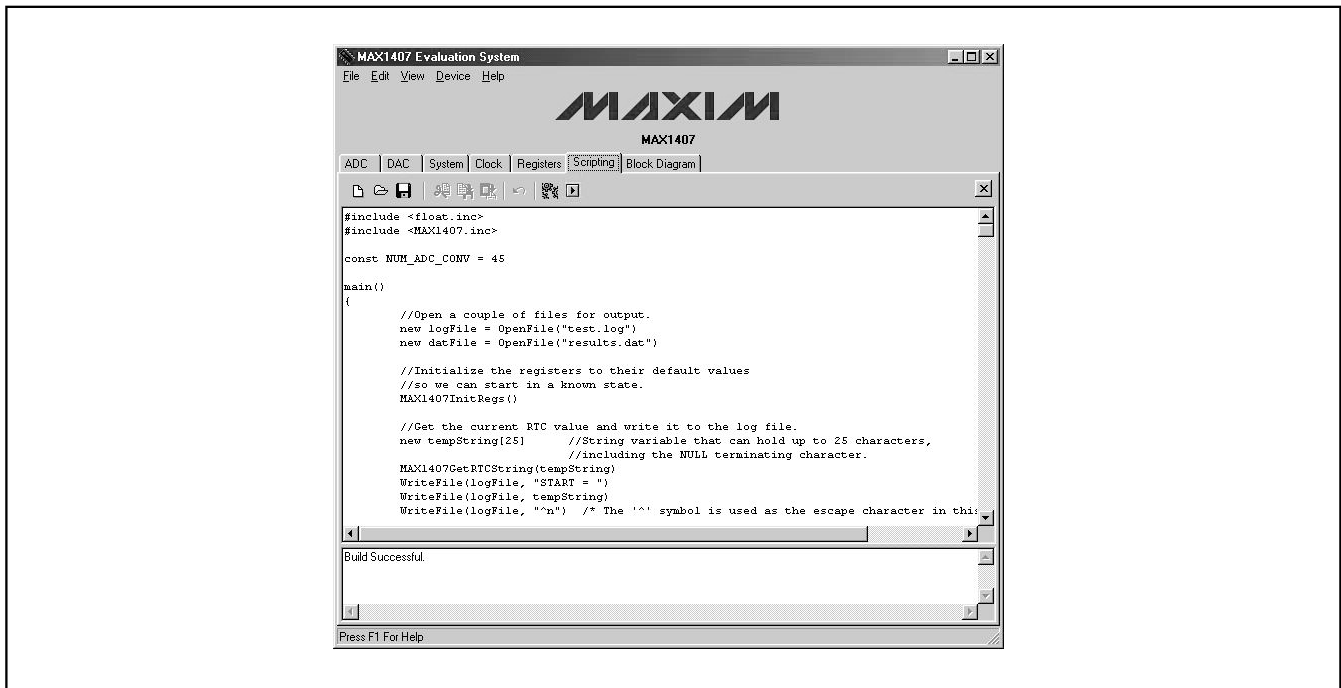 MAX1407 Evaluation System
File Edit View Device Help
MAXIM
MAX1407
ADC DAC System Clock Registers Scripting Block Diagram
#include <float.inc>
#include <MAX1407.inc>
const NUM_ADC_CONV = 45
main()
{
//Open a couple of files for output.
new logFile = OpenFile("test.log")
new datFile = OpenFile("results.dat")
//Initialize the registers to their default values
//so we can start in a known state.
MAX1407InitRegs()
//Get the current RTC value and write it to the log file.
new tempString[25] //String variable that can hold up to 25 characters,
//including the NULL terminating character.
MAX1407GetRTCString(tempString)
WriteFile(logFile, "START = ")
WriteFile(logFile, tempString)
WriteFile(logFile, "^n") /* The '^' symbol is used as the escape character in this
Build Successful.
Press F1 For Help